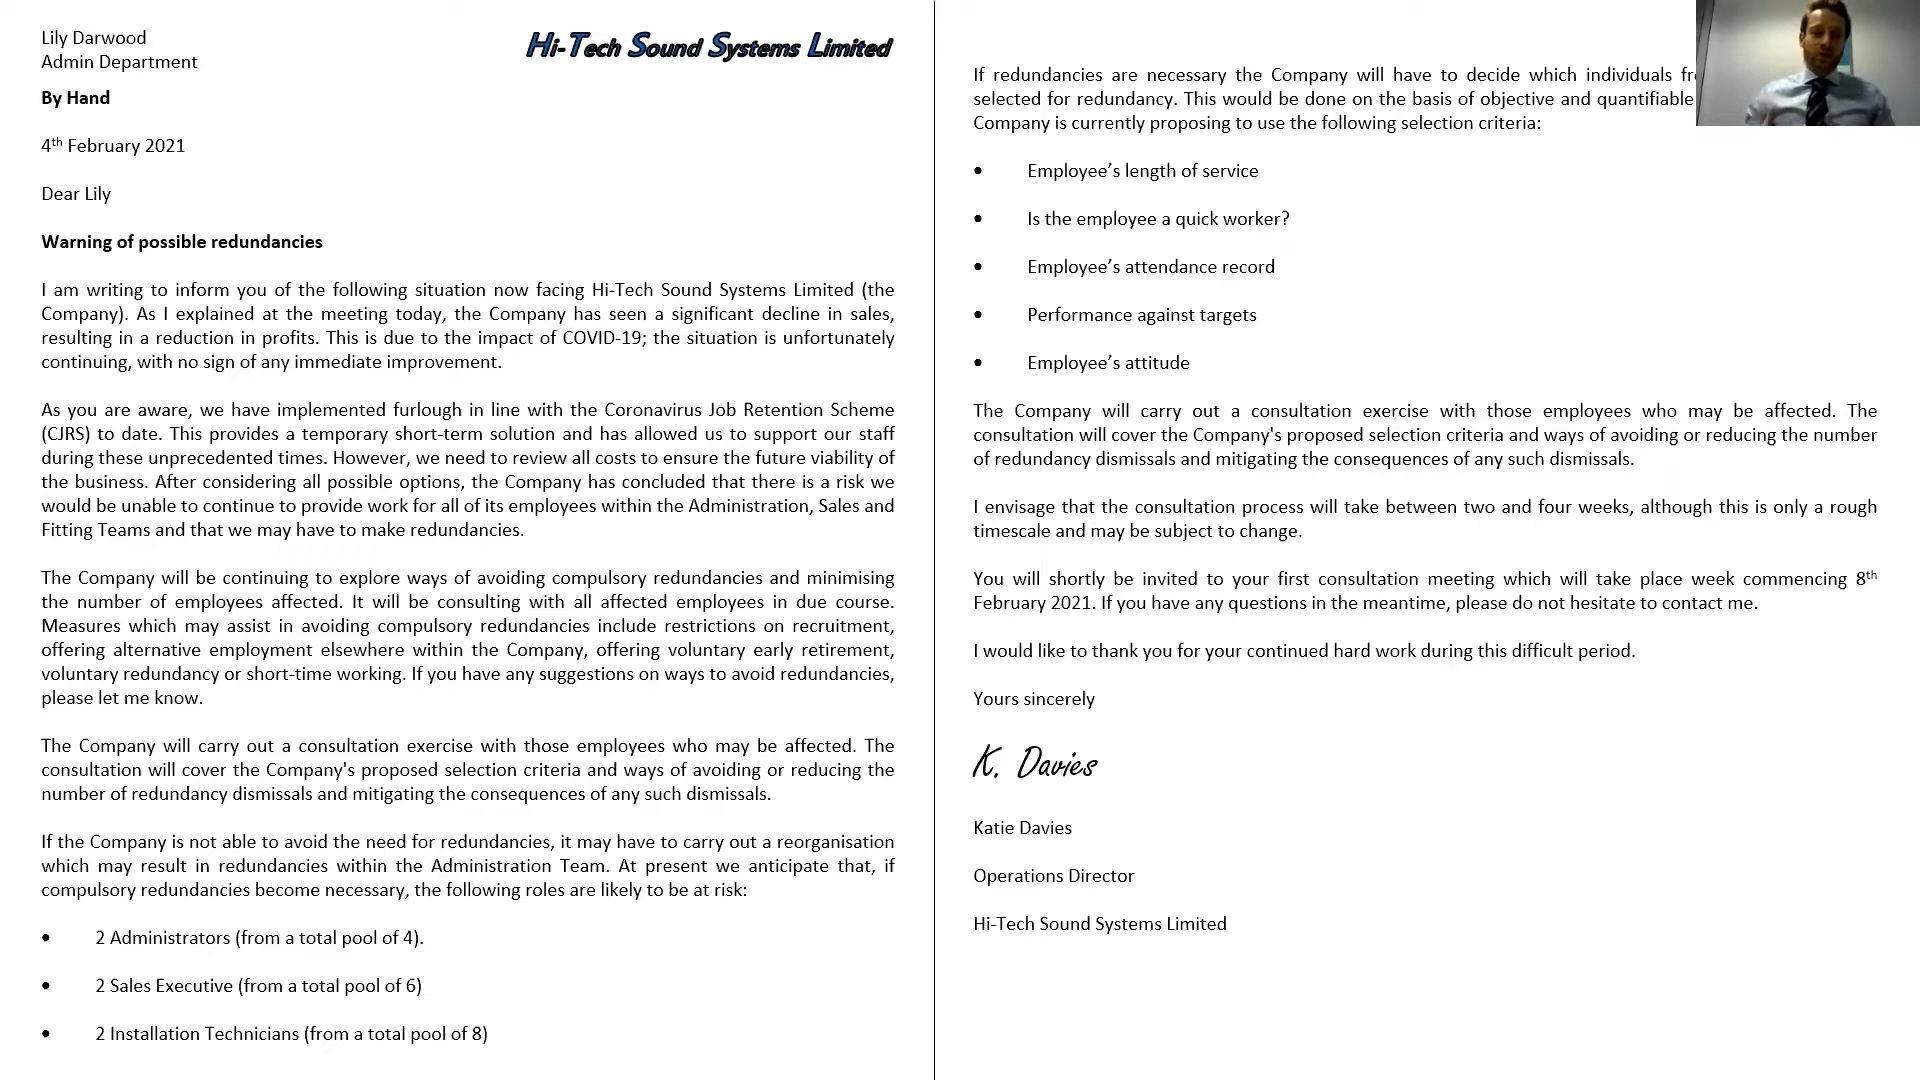 Lily Darwood
Admin Department
Hi-Tech Sound Systems Limited
By Hand
4th February 2021
Dear Lily
Warning of possible redundancies
I am writing to inform you of the following situation now facing Hi-Tech Sound Systems Limited (the
Company). As I explained at the meeting today, the Company has seen a significant decline in sales,
resulting in a reduction in profits. This is due to the impact of COVID-19; the situation is unfortunately
continuing, with no sign of any immediate improvement.
As you are aware, we have implemented furlough in line with the Coronavirus Job Retention Scheme
(CJRS) to date. This provides a temporary short-term solution and has allowed us to support our staff
during these unprecedented times. However, we need to review all costs to ensure the future viability of
the business. After considering all possible options, the Company has concluded that there is a risk we
would be unable to continue to provide work for all of its employees within the Administration, Sales and
Fitting Teams and that we may have to make redundancies.
The Company will be continuing to explore ways of avoiding compulsory redundancies and minimising
the number of employees affected. It will be consulting with all affected employees in due course.
Measures which may assist in avoiding compulsory redundancies include restrictions on recruitment,
offering alternative employment elsewhere within the Company, offering voluntary early retirement,
voluntary redundancy or short-time working. If you have any suggestions on ways to avoid redundancies,
please let me know.
The Company will carry out a consultation exercise with those employees who may be affected. The
consultation will cover the Company's proposed selection criteria and ways of avoiding or reducing the
number of redundancy dismissals and mitigating the consequences of any such dismissals.
If the Company is not able to avoid the need for redundancies, it may have to carry out a reorganisation
which may result in redundancies within the Administration Team. At present we anticipate that, if
compulsory redundancies become necessary, the following roles are likely to be at risk:
• 2 Administrators (from a total pool of 4).
• 2 Sales Executive (from a total pool of 6)
• 2 Installation Technicians (from a total pool of 8)
If redundancies are necessary the Company will have to decide which individuals
selected for redundancy. This would be done on the basis of objective and quantifiable
Company is currently proposing to use the following selection criteria:
• Employee’s length of service
• Is the employee a quick worker?
• Employee’s attendance record
• Performance against targets
• Employee’s attitude
The Company will carry out a consultation exercise with those employees who may be affected. The
consultation will cover the Company's proposed selection criteria and ways of avoiding or reducing the number
of redundancy dismissals and mitigating the consequences of any such dismissals.
I envisage that the consultation process will take between two and four weeks, although this is only a rough
timescale and may be subject to change.
You will shortly be invited to your first consultation meeting which will take place week commencing 8th
February 2021. If you have any questions in the meantime, please do not hesitate to contact me.
I would like to thank you for your continued hard work during this difficult period.
Yours sincerely
K. Davies
Katie Davies
Operations Director
Hi-Tech Sound Systems Limited